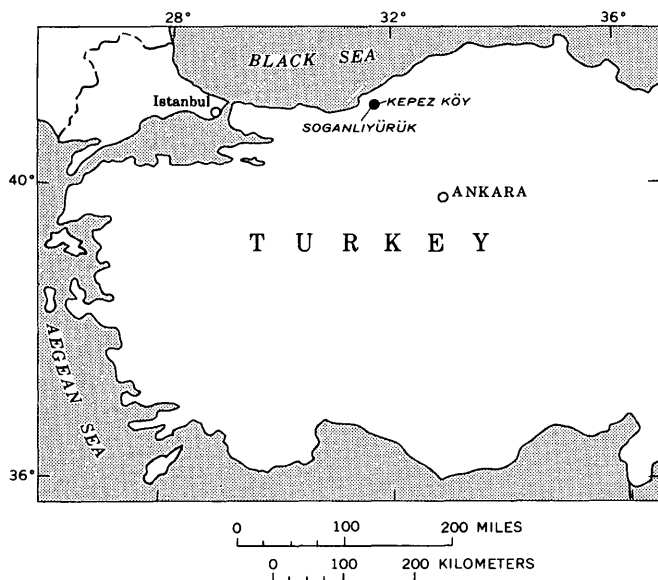 28° 32° 36°
BLACK SEA
Istanbul
KEPEZ KÖY
SOGANLIYÜRÜK
40°
ANKARA
TURKEY
AEGEAN SEA
36°
0 100 200 MILES
0 100 200 KILOMETERS